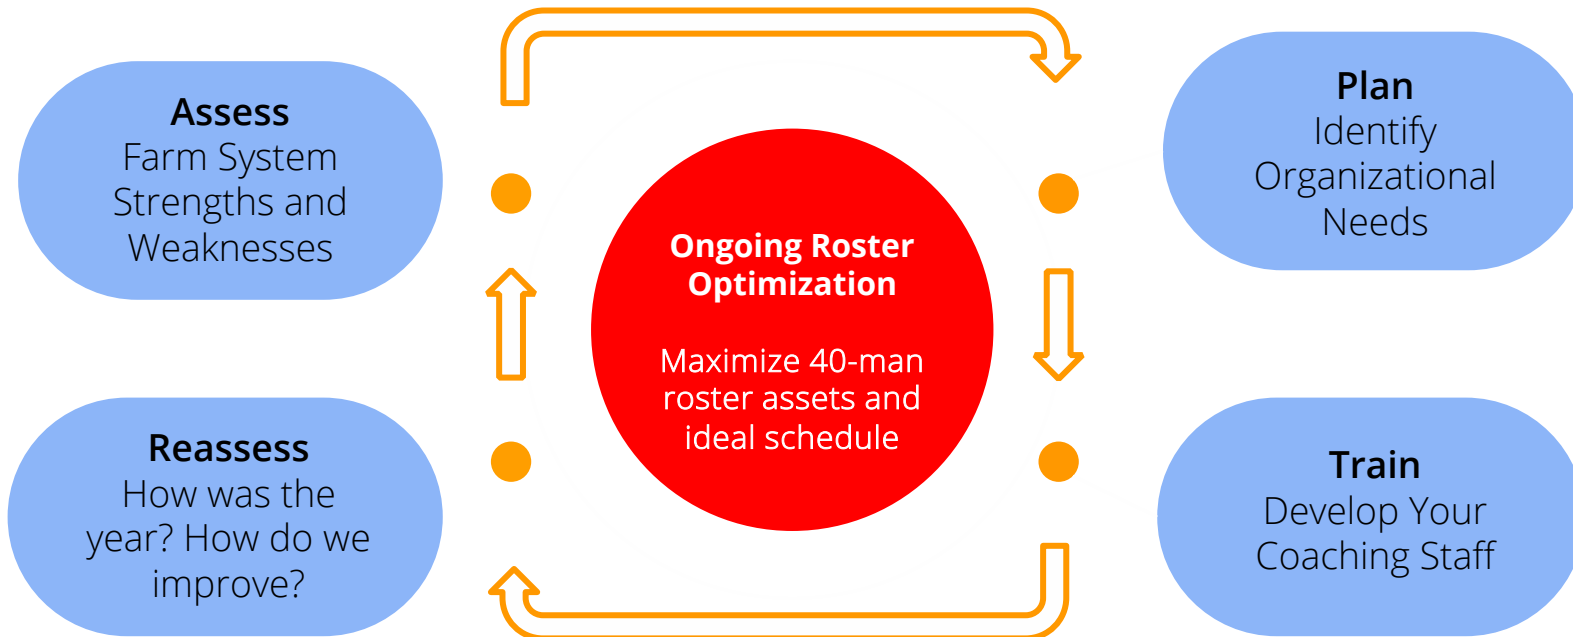 Assess
Farm System
Strengths and
Weaknesses
Plan
Identify
Organizational
Needs
Ongoing Roster
Optimization
Maximize 40-man
roster assets and
ideal schedule
Reassess
How was the
year? How do we
improve?
Train
Develop Your
Coaching Staff